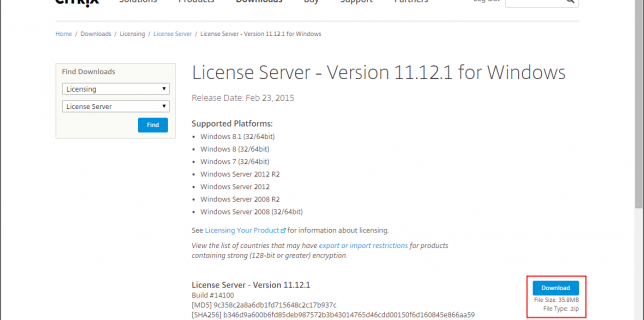 CITRIX Solutions Products Downloads Buy Support Partners Log Out
Home / Downloads / Licensing / License Server / License Server - Version 11.12.1 for Windows
Find Downloads
Licensing
License Server
Find
License Server - Version 11.12.1 for Windows
Release Date: Feb 23, 2015
Supported Platforms:
• Windows 8.1 (32/64bit)
• Windows 8 (32/64bit)
• Windows 7 (32/64bit)
• Windows Server 2012 R2
• Windows Server 2012
• Windows Server 2008 R2
• Windows Server 2008 (32/64bit)
See Licensing Your Product for information about licensing.
View the list of countries that may have export or import restrictions for products
containing strong (128-bit or greater) encryption.
License Server - Version 11.12.1
Build #14100
[MD5] 9c358c2a8a6db1fd715648c2c17b937c
[SHA256] b346d9a600b6fd85deb987572b3b43014765d46cdd00150f6d160845e866aa59
Download
File Size: 35.8MB
File Type: .zip